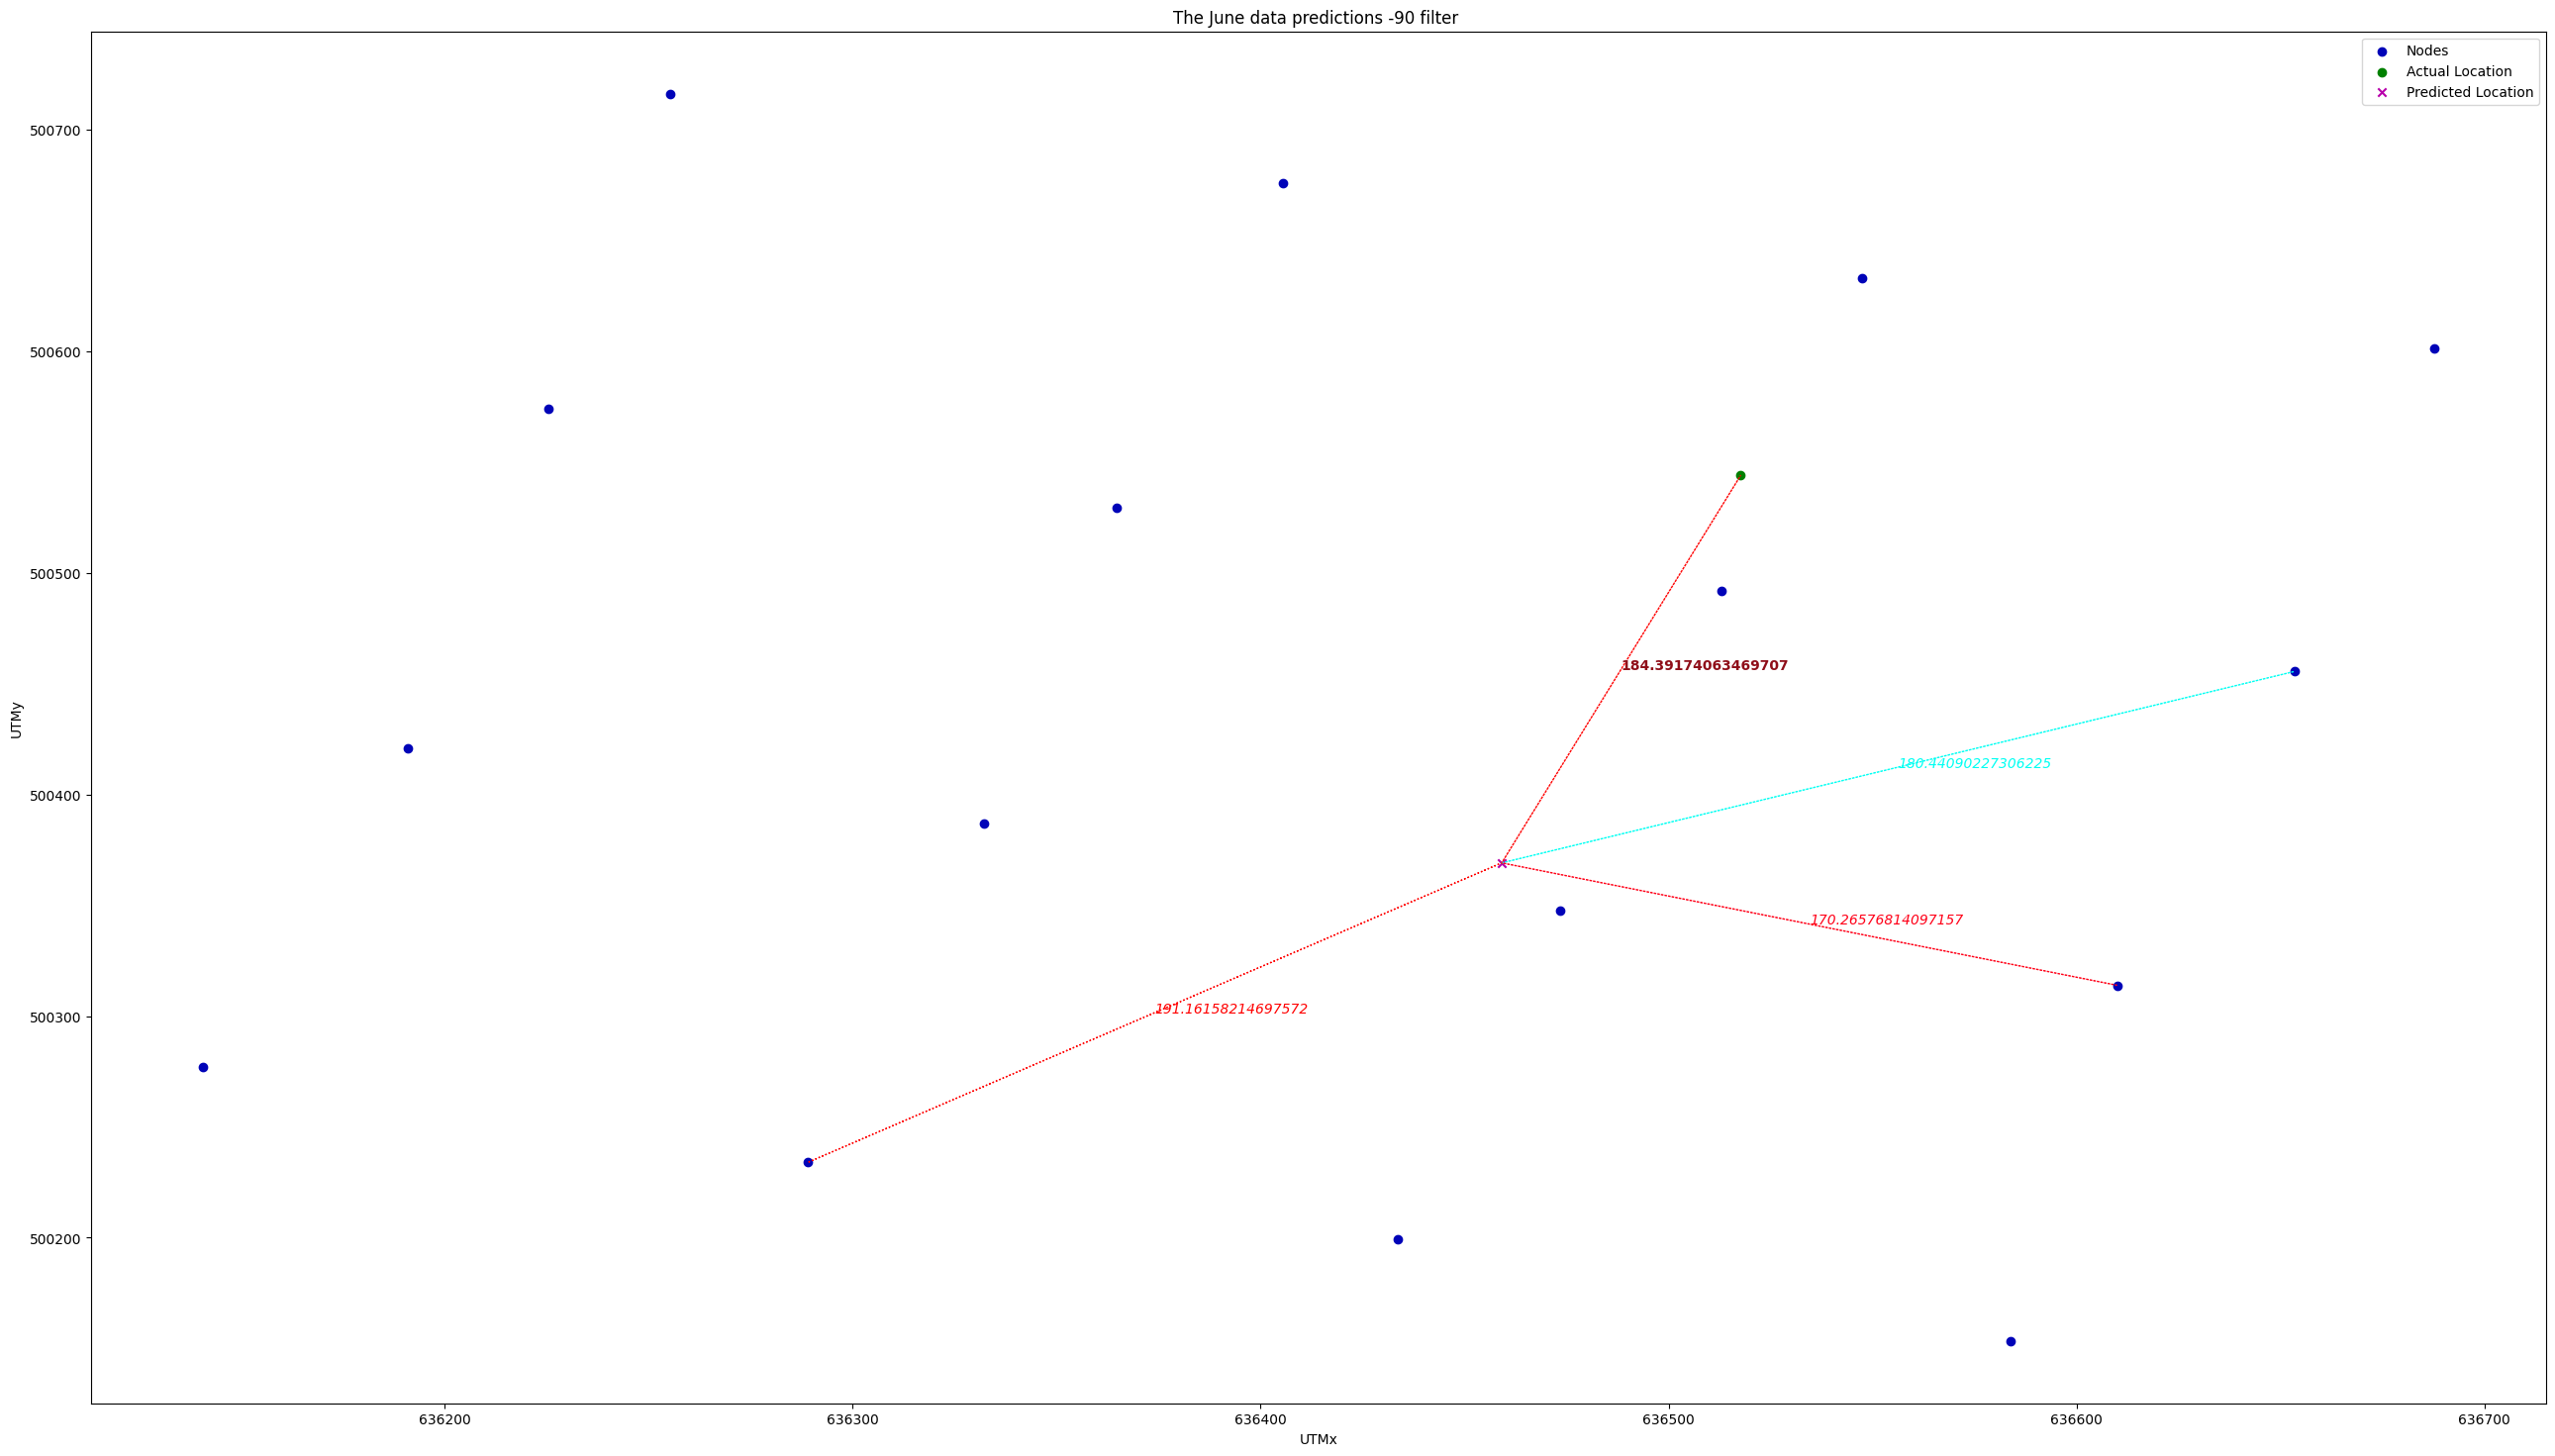 The June data predictions -90 filter
Nodes
Actual Location
Predicted Location
500700
500600
500500
184.39174063469707
UTMy
180.44090227306225
500400
170.26576814097157
191.16158214697572
500300
500200
636200
636300
636400
636500
636600
636700
UTMx